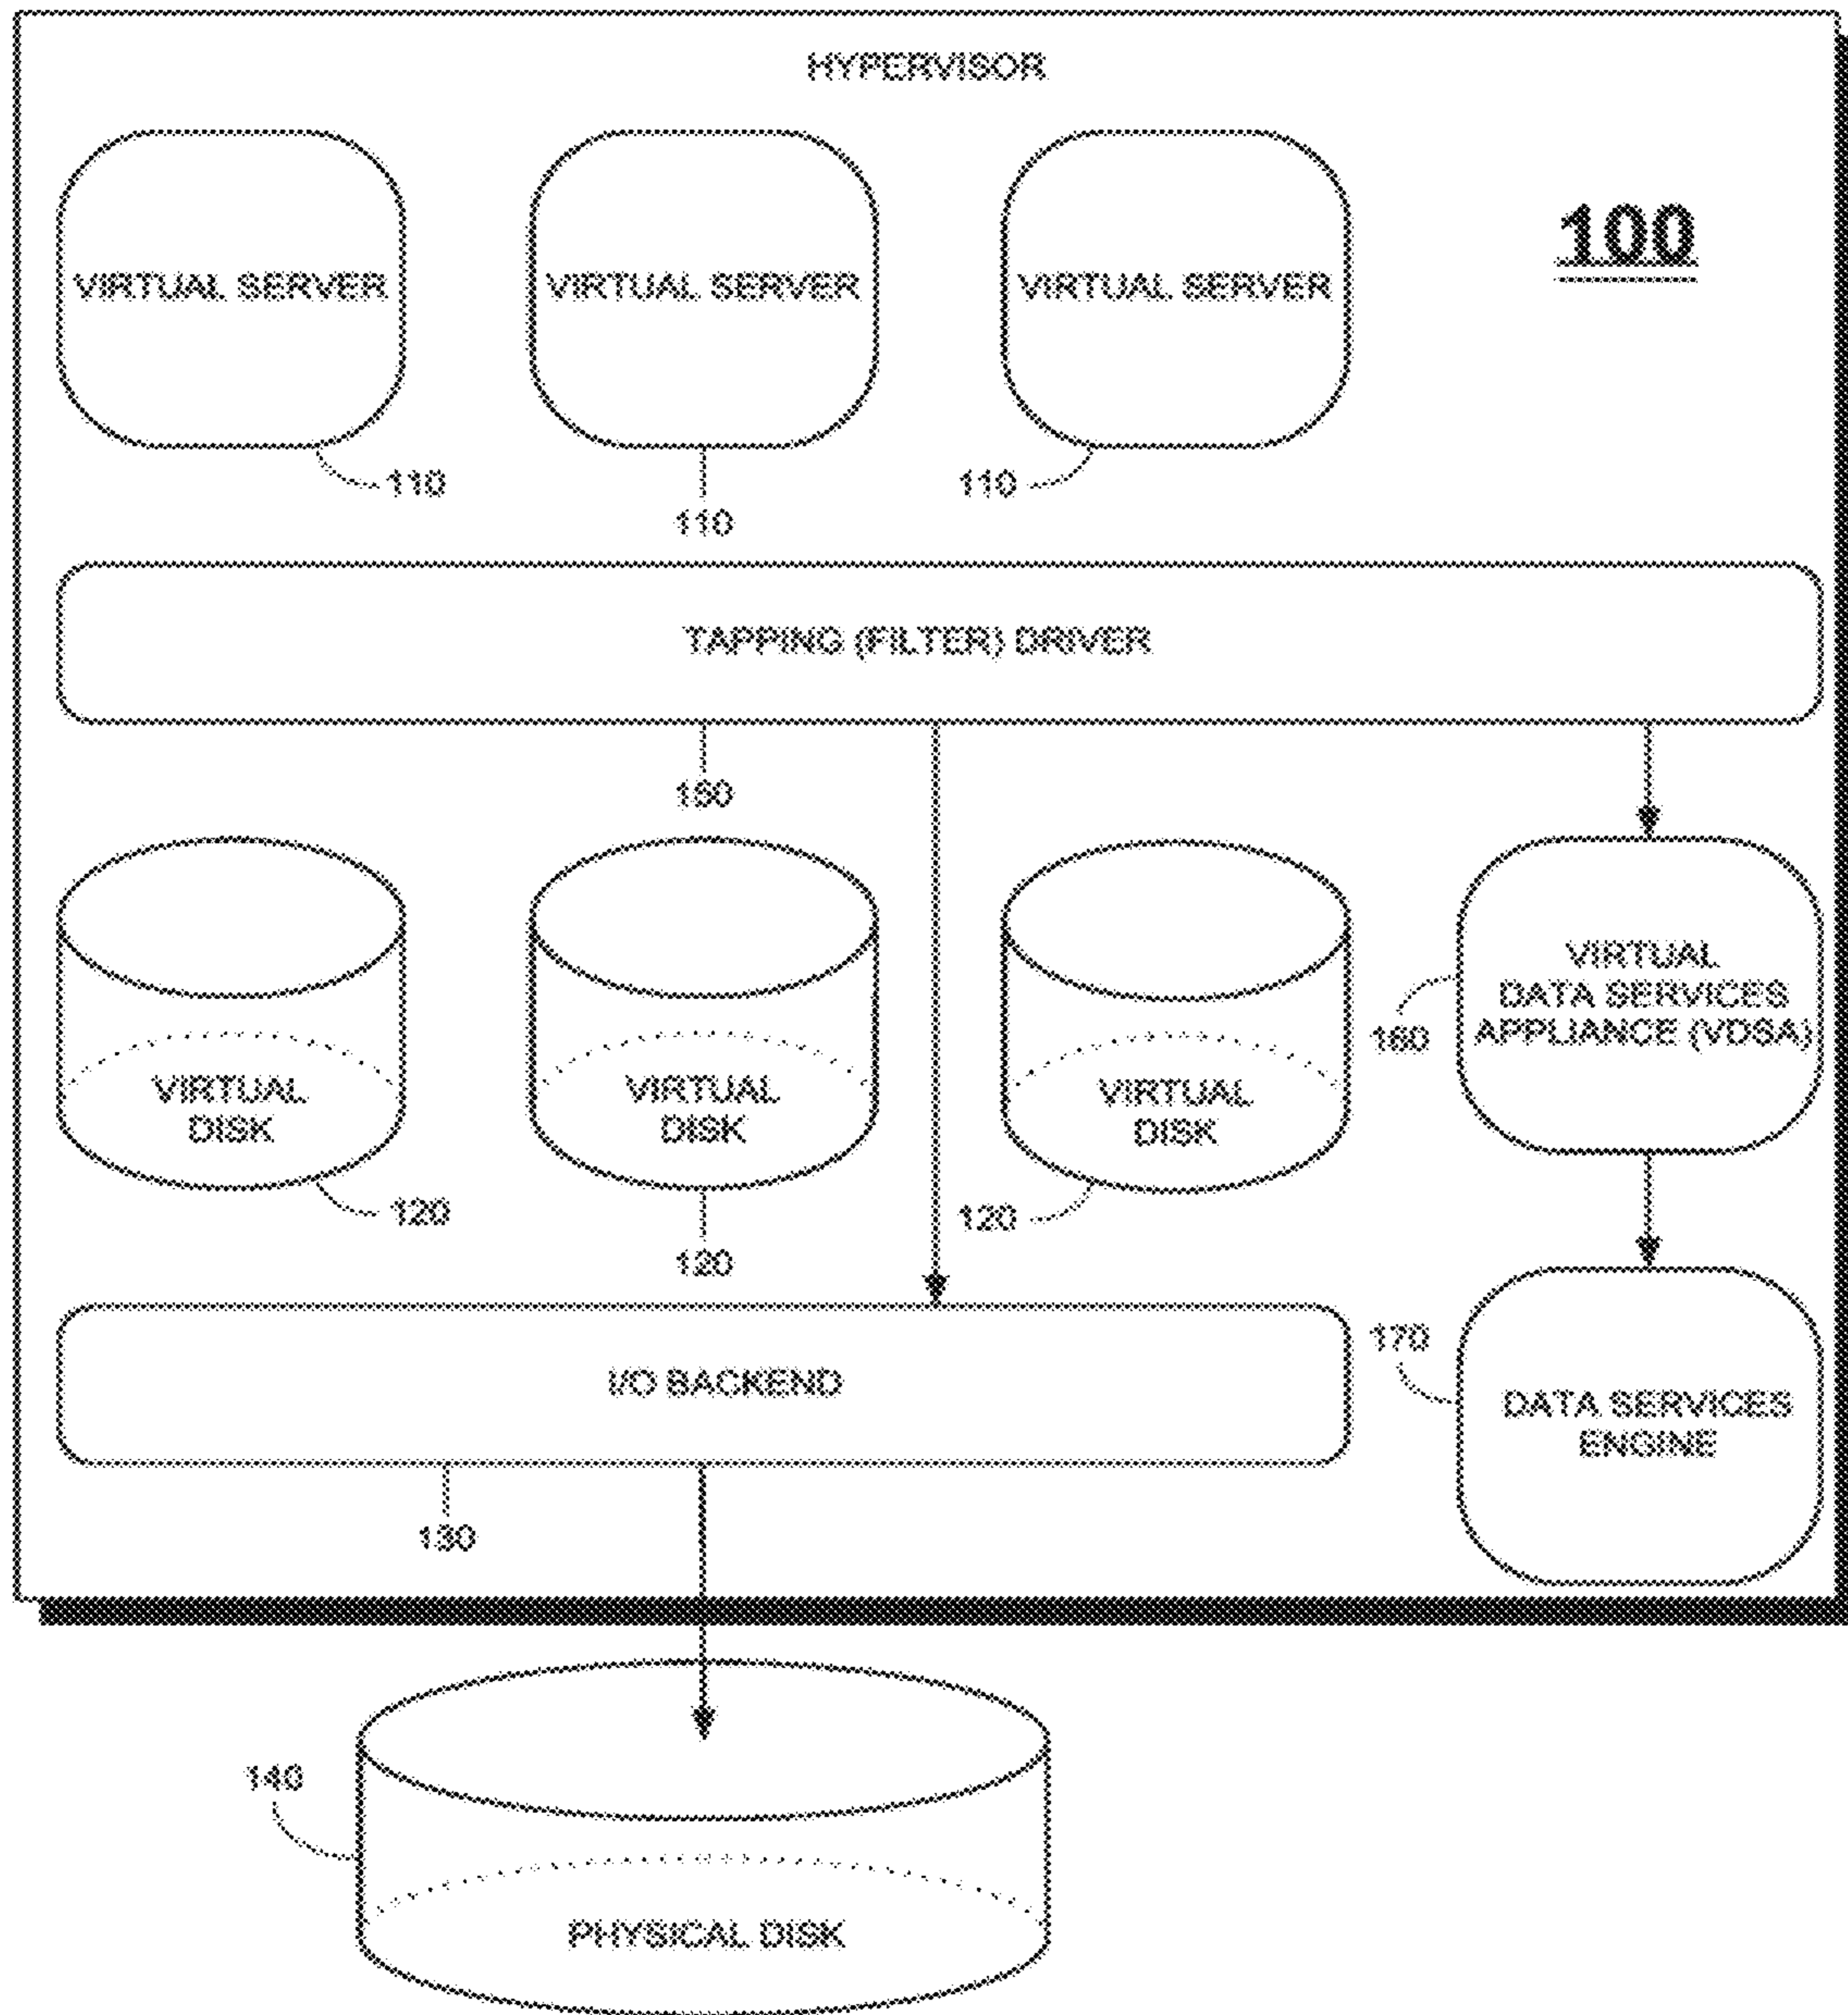 HYPERVISOR
VIRTUAL SERVER
VIRTUAL SERVER
VIRTUAL SERVER
100
110
110
110
TAPPING (FILTER) DRIVER
150
VIRTUAL
DISK
VIRTUAL
DISK
VIRTUAL
DISK
160
VIRTUAL
DATA SERVICES
APPLIANCE (VDSA)
120
120
120
I/O BACKEND
130
170
DATA SERVICES
ENGINE
140
PHYSICAL DISK